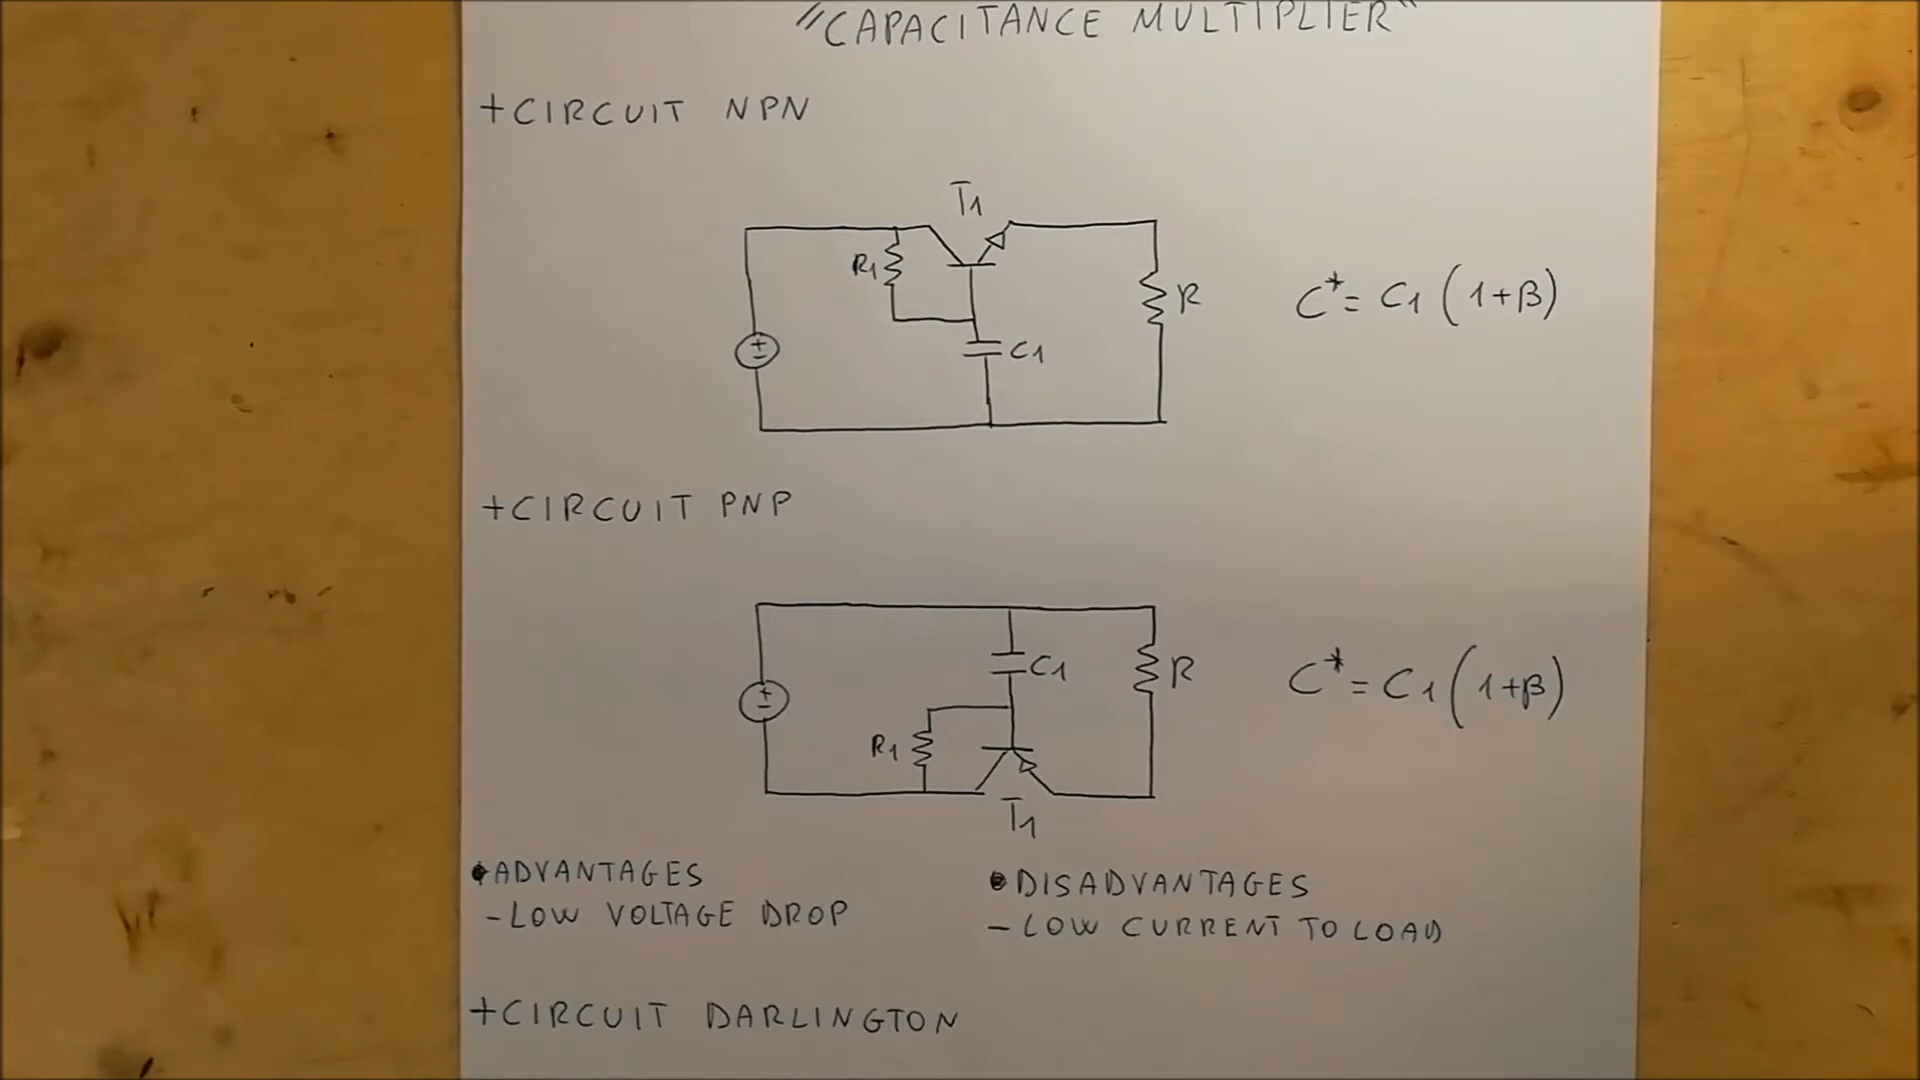 "CAPACITANCE MULTIPLIER"
+CIRCUIT NPN
T1
R1
R
C* = C1 (1+β)
+
-
C1
+CIRCUIT PNP
C1
R
C* = C1 (1+β)
+
-
R1
T1
•ADVANTAGES
•DISADVANTAGES
- LOW VOLTAGE DROP
- LOW CURRENT TO LOAD
+CIRCUIT DARLINGTON